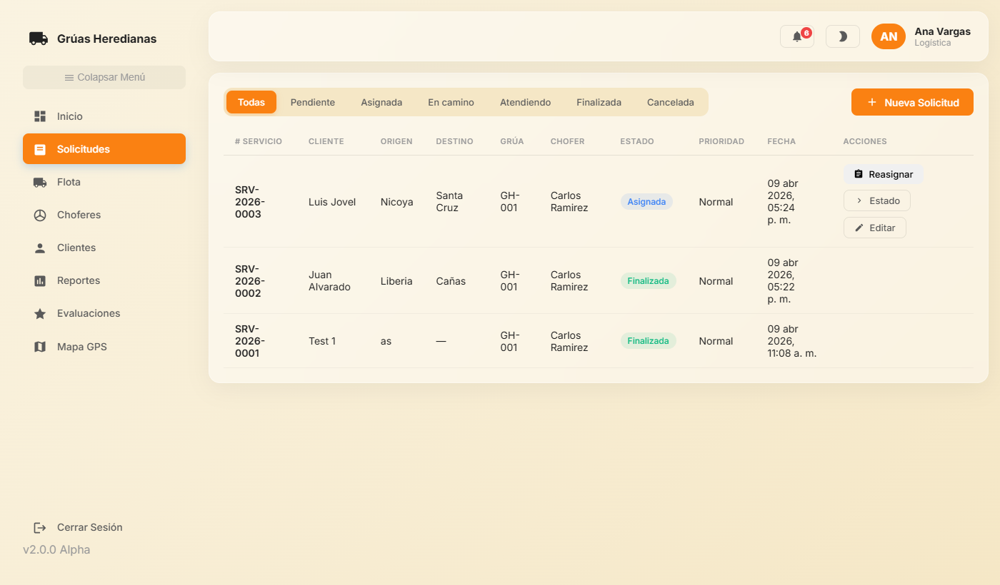 Grúas Heredianas
Colapsar Menú
Inicio
Solicitudes
Flota
Choferes
Clientes
Reportes
Evaluaciones
Mapa GPS
Cerrar Sesión
v2.0.0 Alpha
6
AN
Ana Vargas
Logística
Todas Pendiente Asignada En camino Atendiendo Finalizada Cancelada
+ Nueva Solicitud
# SERVICIO CLIENTE ORIGEN DESTINO GRÚA CHOFER ESTADO PRIORIDAD FECHA ACCIONES
SRV-
2026-
0003
Luis Jovel
Nicoya
Santa
Cruz
GH-
001
Carlos
Ramirez
Asignada
Normal
09 abr
2026,
05:24
p. m.
Reasignar
Estado
Editar
SRV-
2026-
0002
Juan
Alvarado
Liberia
Cañas
GH-
001
Carlos
Ramirez
Finalizada
Normal
09 abr
2026,
05:22
p. m.
SRV-
2026-
0001
Test 1
as
—
GH-
001
Carlos
Ramirez
Finalizada
Normal
09 abr
2026,
11:08 a. m.